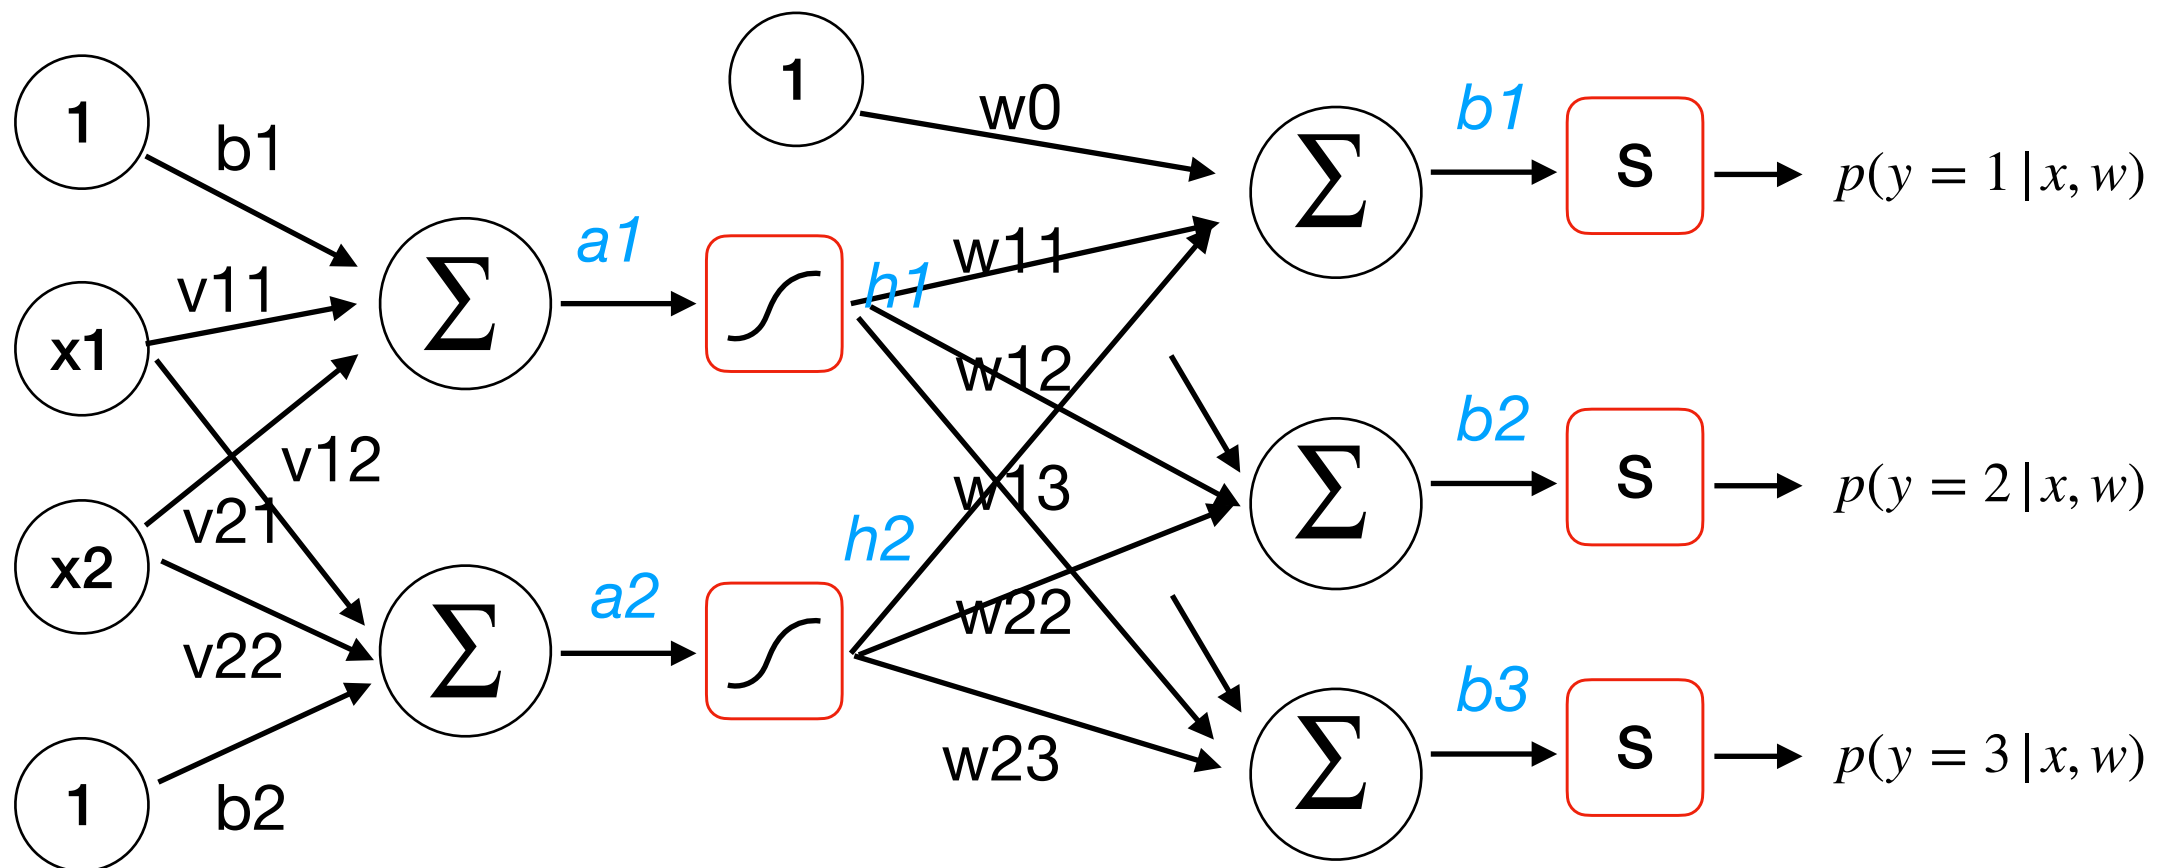 1
1
w0
b1
b1
Σ
S
p(y = 1 | x, w)
v11
a1
w11
h1
Σ
x1
w12
v12
b2
Σ
S
p(y = 2 | x, w)
v21
w13
h2
x2
a2
w22
v22
Σ
b3
w23
Σ
S
p(y = 3 | x, w)
1
b2